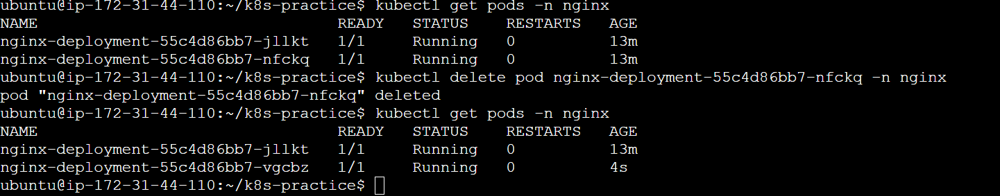 ubuntu@ip-172-31-44-110:~/k8s-practice$ kubectl get pods -n nginx
NAME                                READY   STATUS    RESTARTS   AGE
nginx-deployment-55c4d86bb7-jllkt   1/1     Running   0          13m
nginx-deployment-55c4d86bb7-nfckq   1/1     Running   0          13m
ubuntu@ip-172-31-44-110:~/k8s-practice$ kubectl delete pod nginx-deployment-55c4d86bb7-nfckq -n nginx
pod "nginx-deployment-55c4d86bb7-nfckq" deleted
ubuntu@ip-172-31-44-110:~/k8s-practice$ kubectl get pods -n nginx
NAME                                READY   STATUS    RESTARTS   AGE
nginx-deployment-55c4d86bb7-jllkt   1/1     Running   0          13m
nginx-deployment-55c4d86bb7-vgcbz   1/1     Running   0          4s
ubuntu@ip-172-31-44-110:~/k8s-practice$